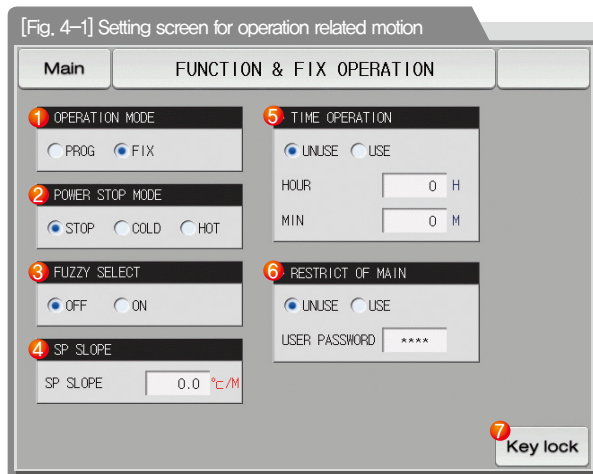 [Fig. 4-1] Setting screen for operation related motion
Main
FUNCTION & FIX OPERATION
1 OPERATION MODE
PROG FIX
2 POWER STOP MODE
STOP COLD HOT
3 FUZZY SELECT
OFF ON
4 SP SLOPE
SP SLOPE 0.0 ℃/M
5 TIME OPERATION
UNUSE USE
HOUR 0 H
MIN 0 M
6 RESTRICT OF MAIN
UNUSE USE
USER PASSWORD ****
7
Key lock